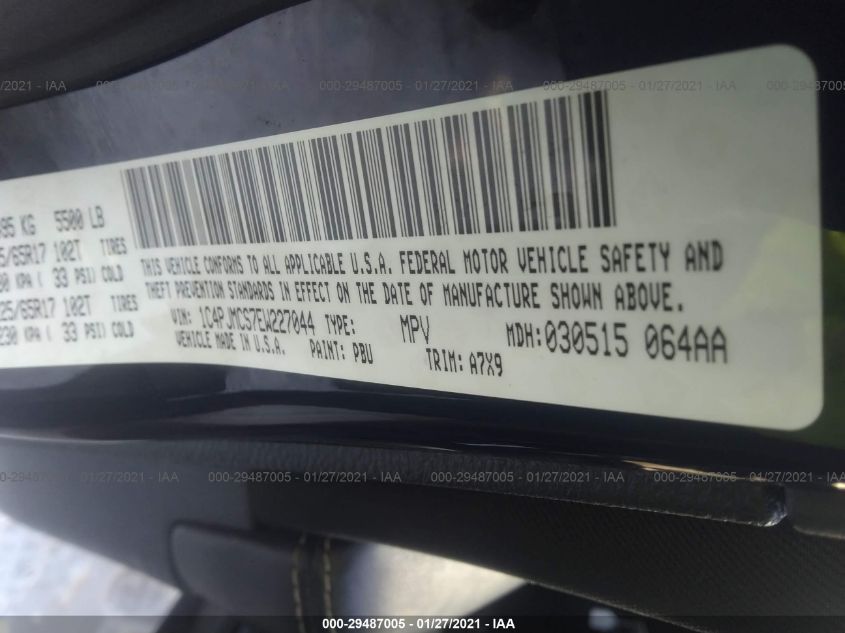 000-29487005 01/27/2021 - IAA
95 KG 5500 LB
5/65R17 102T TIRES
KPA ( 33 PSI) COLD
25/65R17 102T TIRES
230 KPA ( 33 PSI) COLD
THIS VEHICLE CONFORMS TO ALL APPLICABLE U.S.A. FEDERAL MOTOR VEHICLE SAFETY AND
THEFT PREVENTION STANDARDS IN EFFECT ON THE DATE OF MANUFACTURE SHOWN ABOVE.
VIN: 1C4PJMCS7EW227044 TYPE: MPV MDH: 030515 064AA
VEHICLE MADE IN U.S.A. PAINT: PBU TRIM: A7X9
000-29487005 01/27/2021 - IAA
000-29487005 01/27/2021 - IAA